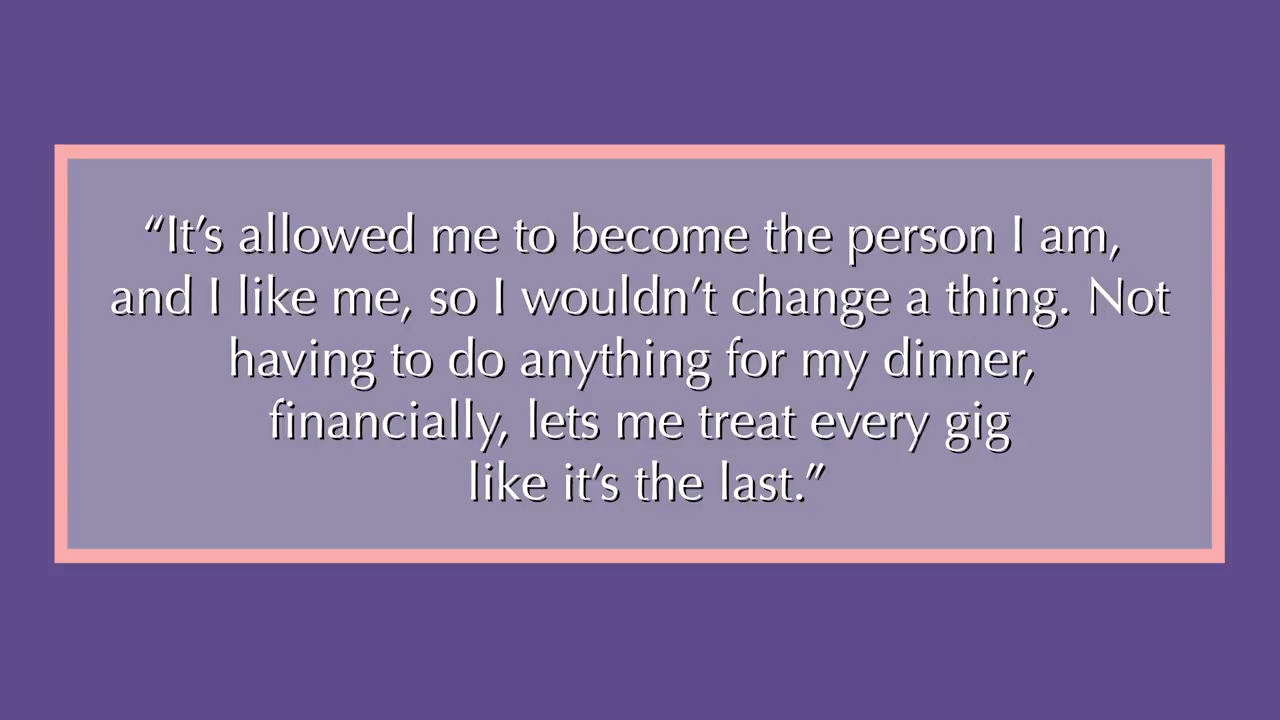 “It’s allowed me to become the person I am,
and I like me, so I wouldn’t change a thing. Not
having to do anything for my dinner,
financially, lets me treat every gig
like it’s the last.”